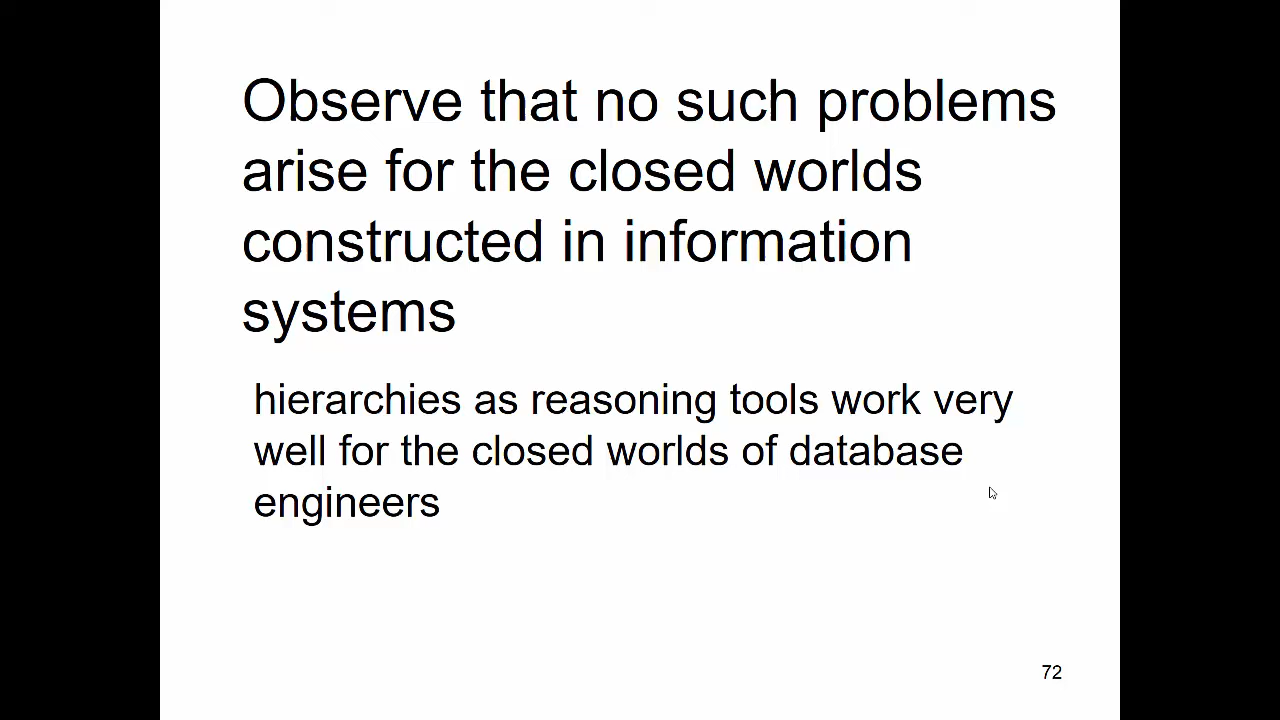 Observe that no such problems
arise for the closed worlds
constructed in information
systems
hierarchies as reasoning tools work very
well for the closed worlds of database
engineers
72